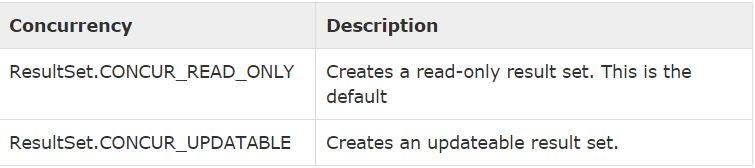 Concurrency Description
ResultSet.CONCUR_READ_ONLY Creates a read-only result set. This is the
default
ResultSet.CONCUR_UPDATABLE Creates an updateable result set.